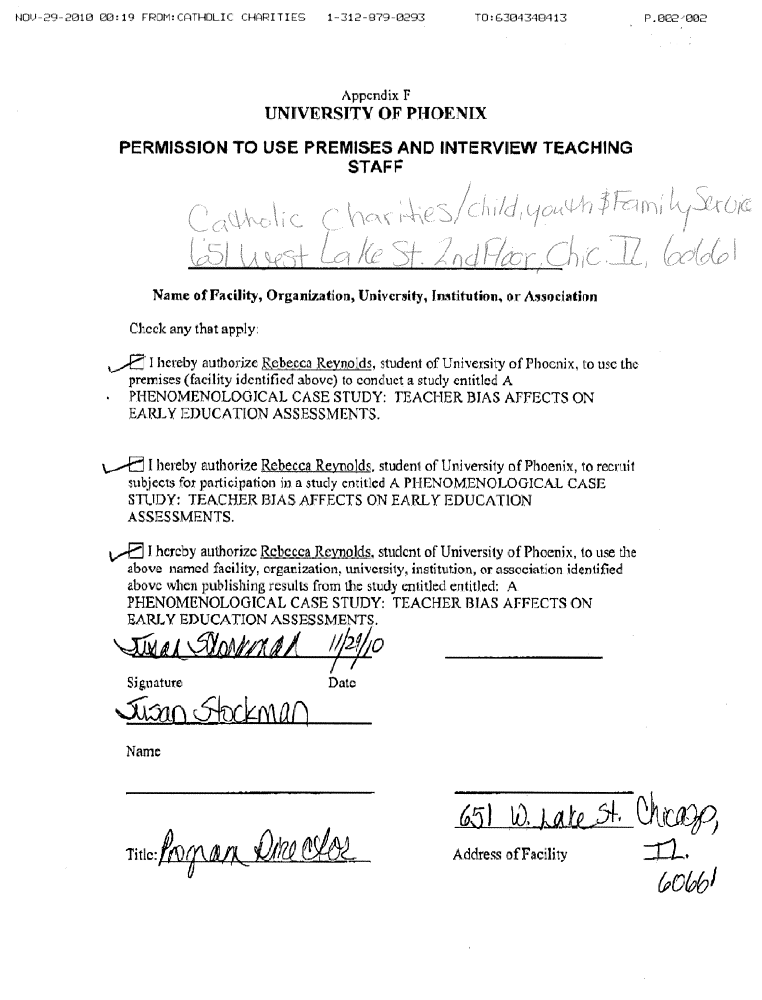 NOV-29-2010 00:19 FROM:CATHOLIC CHARITIES 1-312-879-0293 TO:6304348413 P.002/002
Appendix F
UNIVERSITY OF PHOENIX
PERMISSION TO USE PREMISES AND INTERVIEW TEACHING
STAFF
Catholic Charities/child, youth & Family Service
651 West Lake St. 2nd Floor, Chic. IL, 60661
Name of Facility, Organization, University, Institution, or Association
Check any that apply:
I hereby authorize Rebecca Reynolds, student of University of Phoenix, to use the
premises (facility identified above) to conduct a study entitled A
PHENOMENOLOGICAL CASE STUDY: TEACHER BIAS AFFECTS ON
EARLY EDUCATION ASSESSMENTS.
I hereby authorize Rebecca Reynolds, student of University of Phoenix, to recruit
subjects for participation in a study entitled A PHENOMENOLOGICAL CASE
STUDY: TEACHER BIAS AFFECTS ON EARLY EDUCATION
ASSESSMENTS.
I hereby authorize Rebecca Reynolds, student of University of Phoenix, to use the
above named facility, organization, university, institution, or association identified
above when publishing results from the study entitled entitled: A
PHENOMENOLOGICAL CASE STUDY: TEACHER BIAS AFFECTS ON
EARLY EDUCATION ASSESSMENTS.
Susan Stockman 11/29/10
Signature Date
Susan Stockman
Name
651 W. Lake St. Chicago,
Title: Program Director
Address of Facility IL.
60661